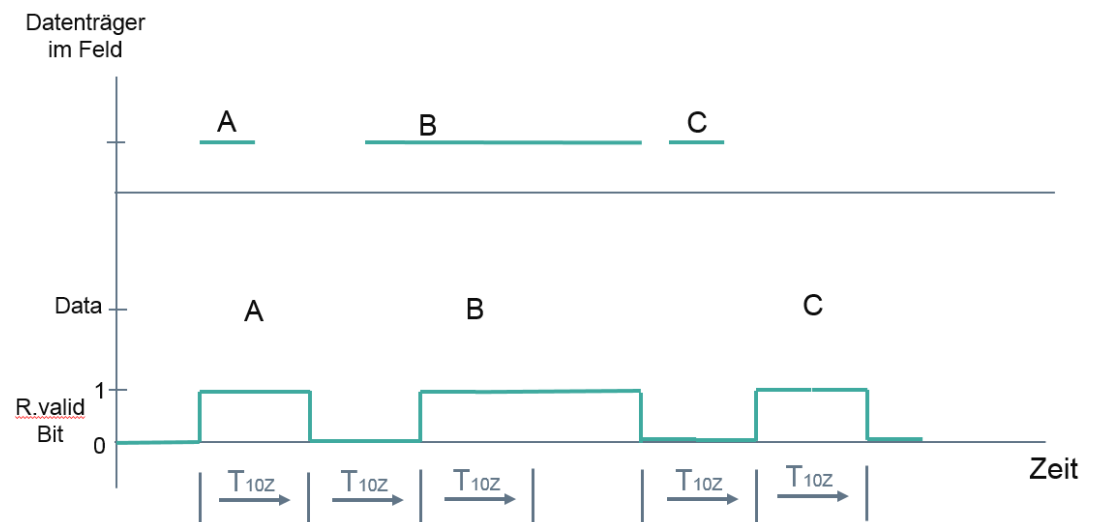 Datenträger
im Feld
A
B
C
Data
A
B
C
1
R.valid
Bit
0
Zeit
T10Z
T10Z
T10Z
T10Z
T10Z